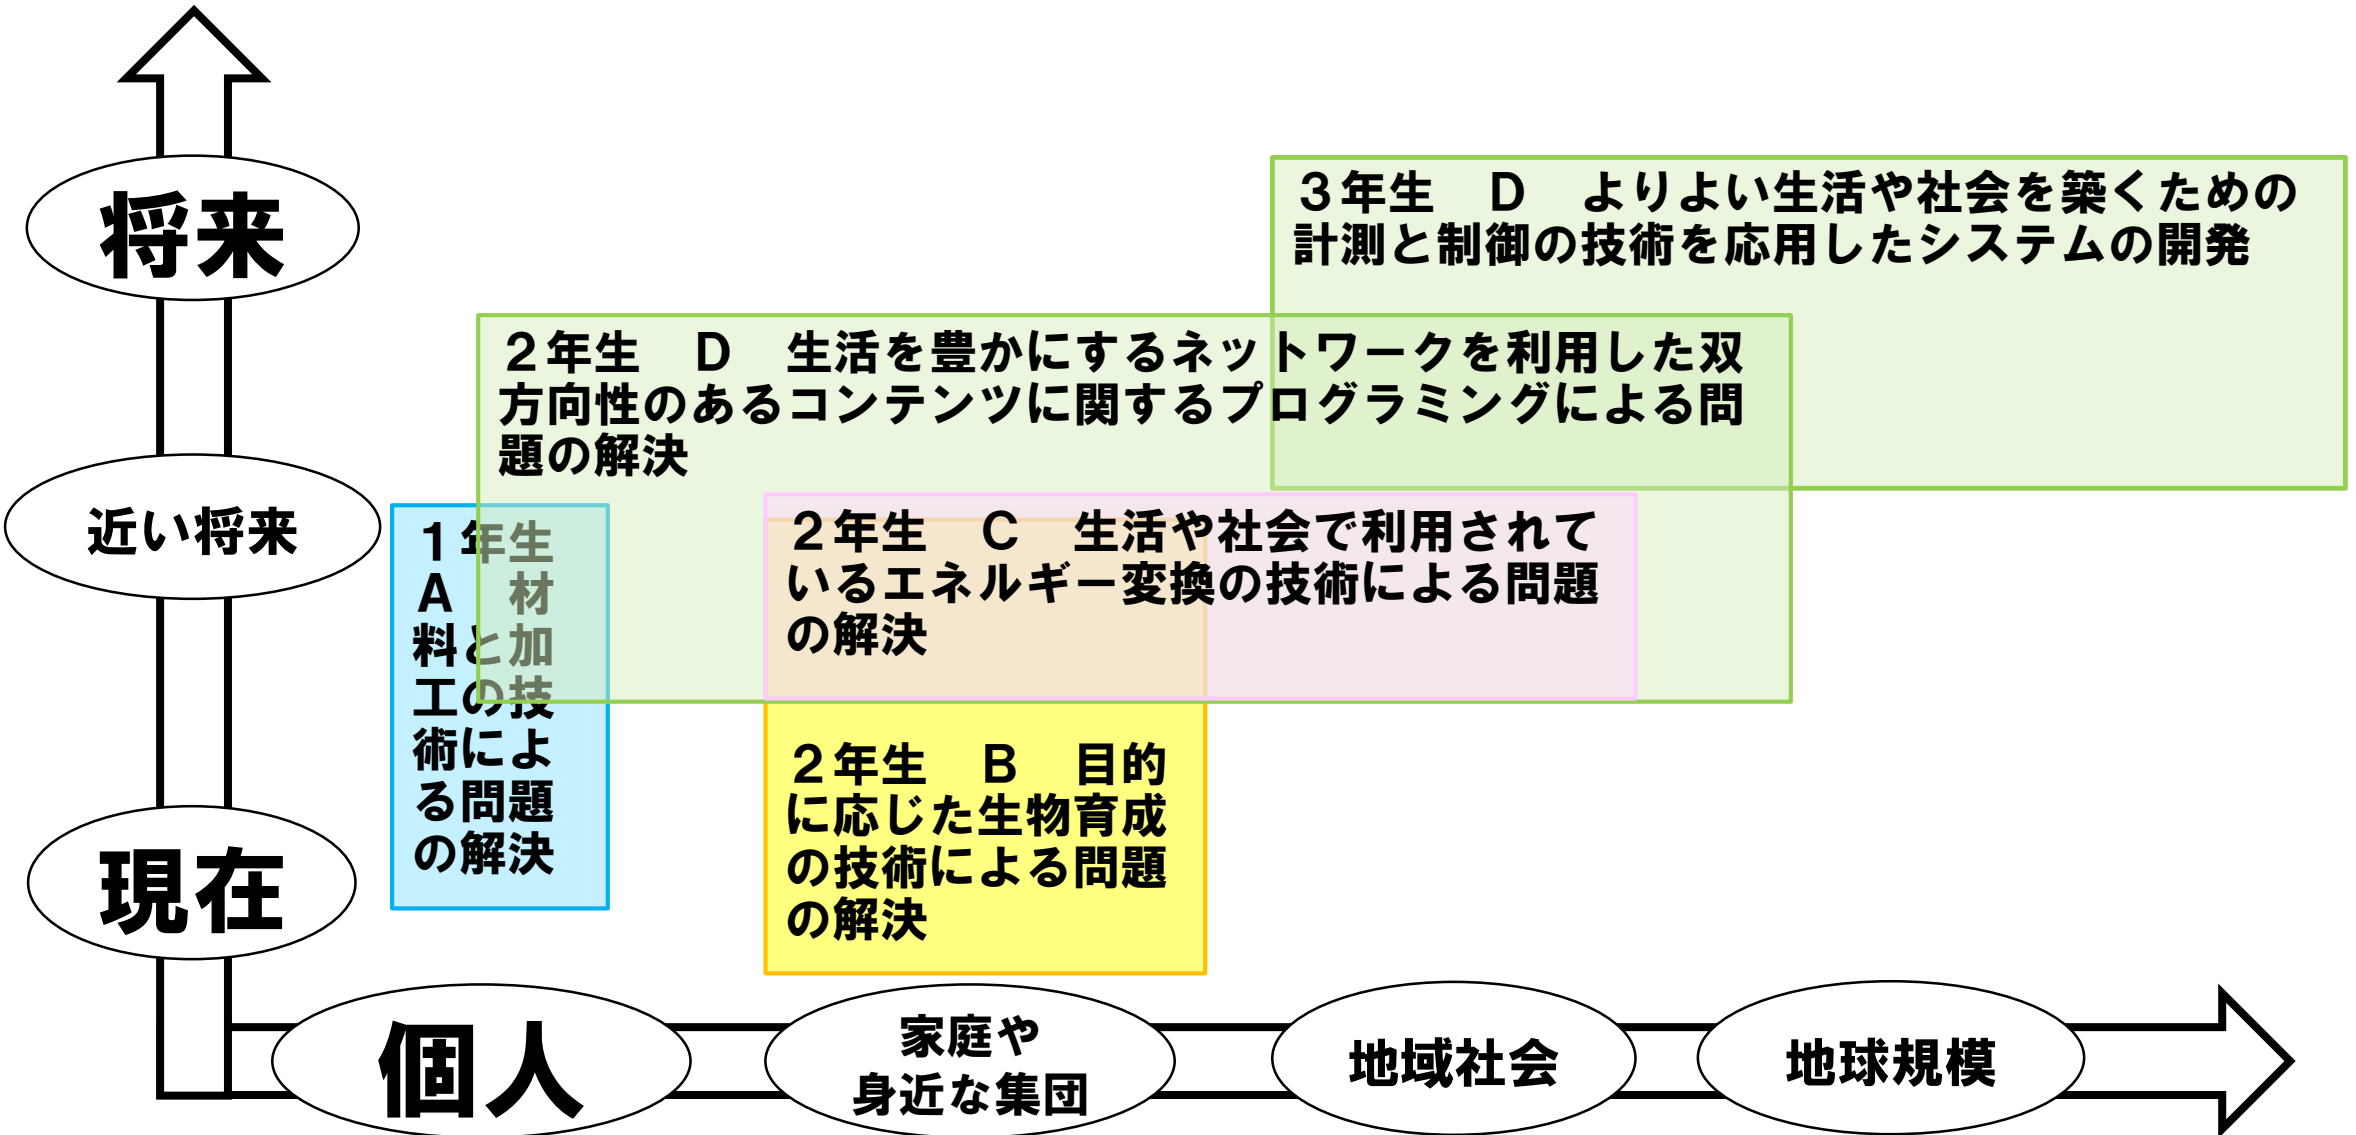 将来
３年生　Ｄ　よりよい生活や社会を築くための
計測と制御の技術を応用したシステムの開発
２年生　Ｄ　生活を豊かにするネットワークを利用した双
方向性のあるコンテンツに関するプログラミングによる問
題の解決
近い将来
１年生
Ａ　材
料と加
工の技
術によ
る問題
の解決
２年生　Ｃ　生活や社会で利用されて
いるエネルギー変換の技術による問題
の解決
２年生　Ｂ　目的
に応じた生物育成
の技術による問題
の解決
現在
個人
家庭や
身近な集団
地域社会
地球規模